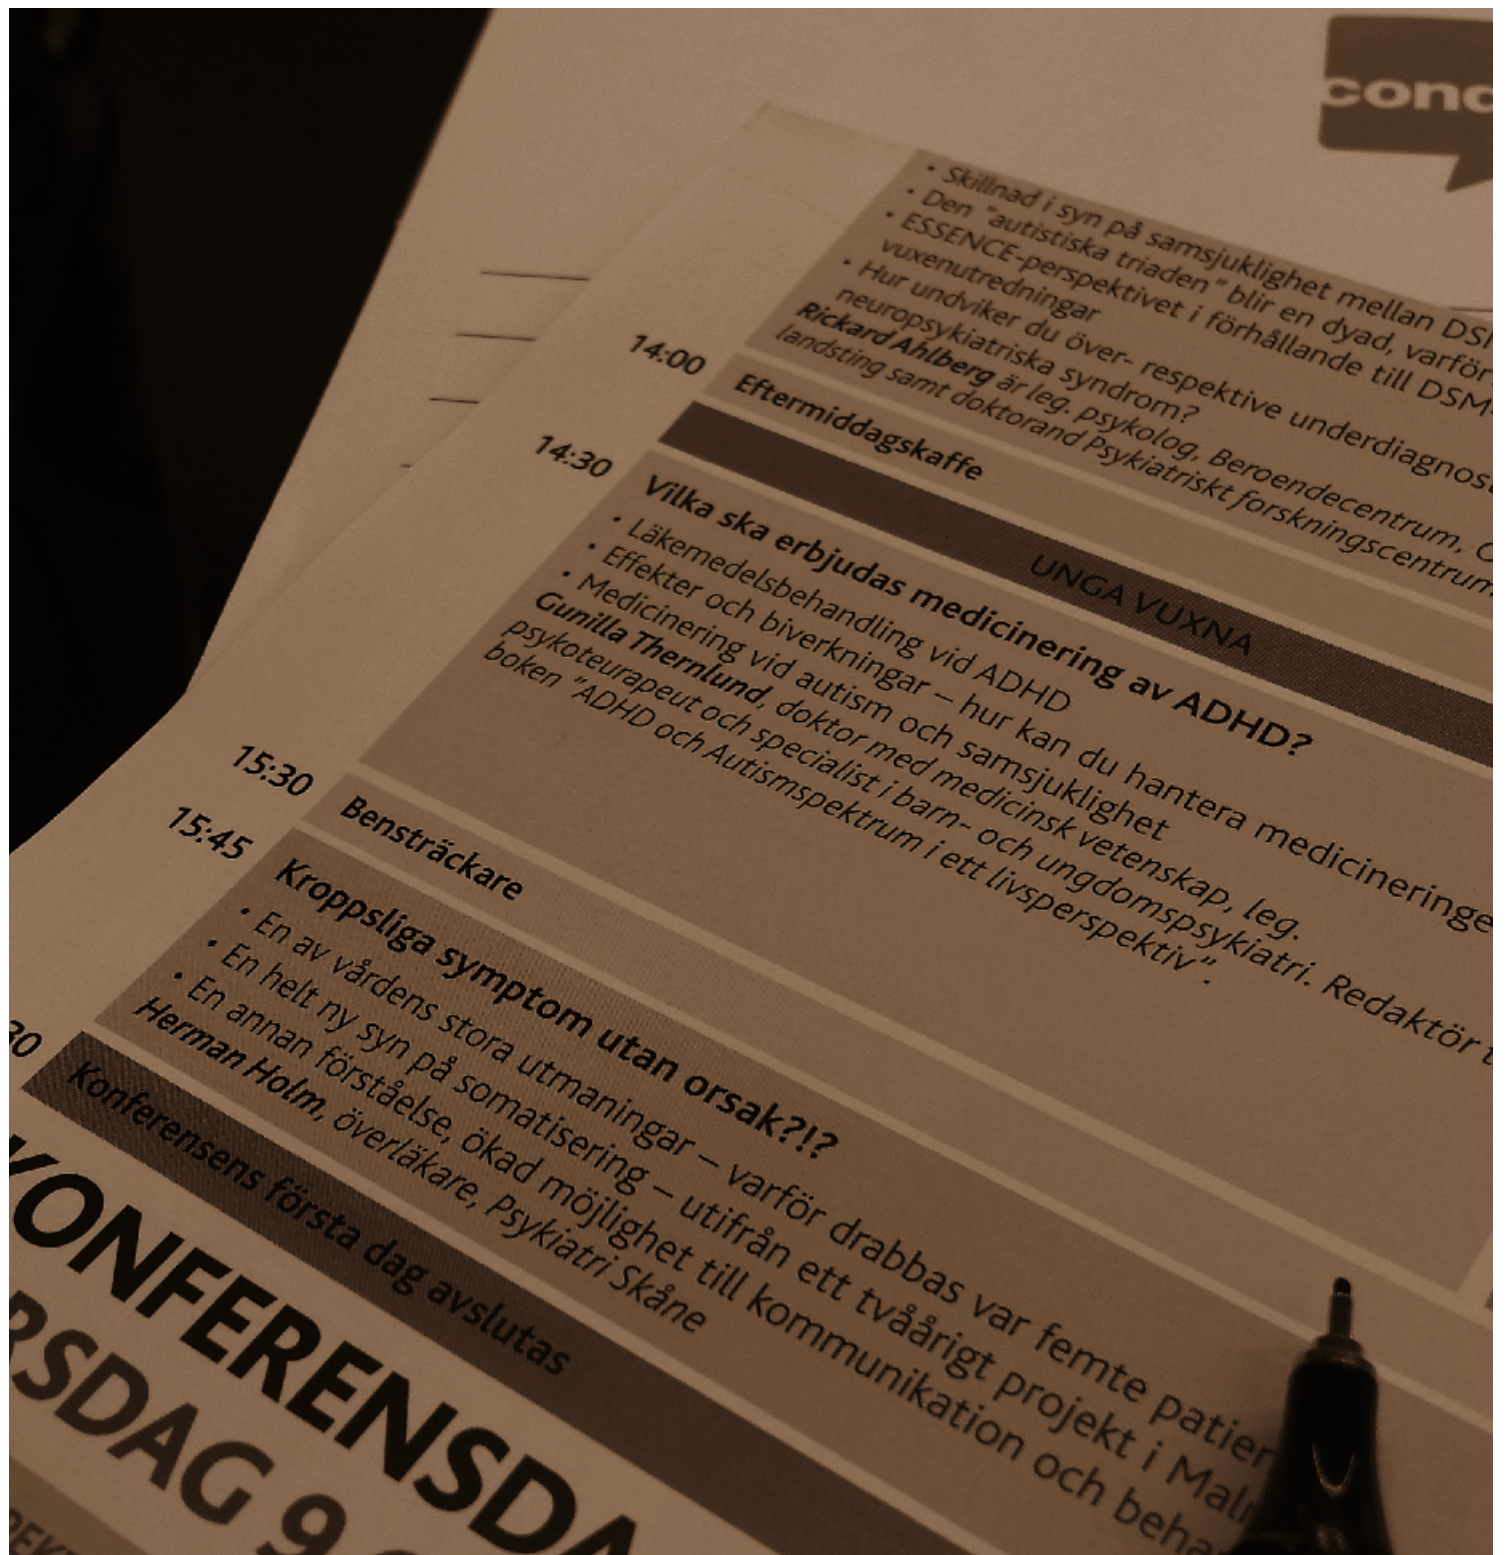 conc
• Skillnad i syn på samsjuklighet mellan DSM
• Den "autistiska triaden" blir en dyad, varför
• ESSENCE-perspektivet i förhållande till DSM-
vuxenutredningar
• Hur undviker du över- respektive underdiagnost
neuropsykiatriska syndrom?
Rickard Ahlberg är leg. psykolog, Beroendecentrum,
landsting samt doktorand Psykiatriskt forskningscentrum
14:00 Eftermiddagskaffe
UNGA VUXNA
14:30 Vilka ska erbjudas medicinering av ADHD?
• Läkemedelsbehandling vid ADHD
• Effekter och biverkningar – hur kan du hantera medicineringe
• Medicinering vid autism och samsjuklighet
Gunilla Thernlund, doktor med medicinsk vetenskap, leg.
psykoterapeut och specialist i barn- och ungdomspsykiatri. Redaktör
boken "ADHD och Autismspektrum i ett livsperspektiv".
15:30 Bensträckare
15:45 Kroppsliga symptom utan orsak?!?
• En av vårdens stora utmaningar – varför drabbas var femte patien
• En helt ny syn på somatisering – utifrån ett tvåårigt projekt i Malm
• En annan förståelse, ökad möjlighet till kommunikation och beha
Herman Holm, överläkare, Psykiatri Skåne
30 Konferensens första dag avslutas
KONFERENSDA
RSDAG 9